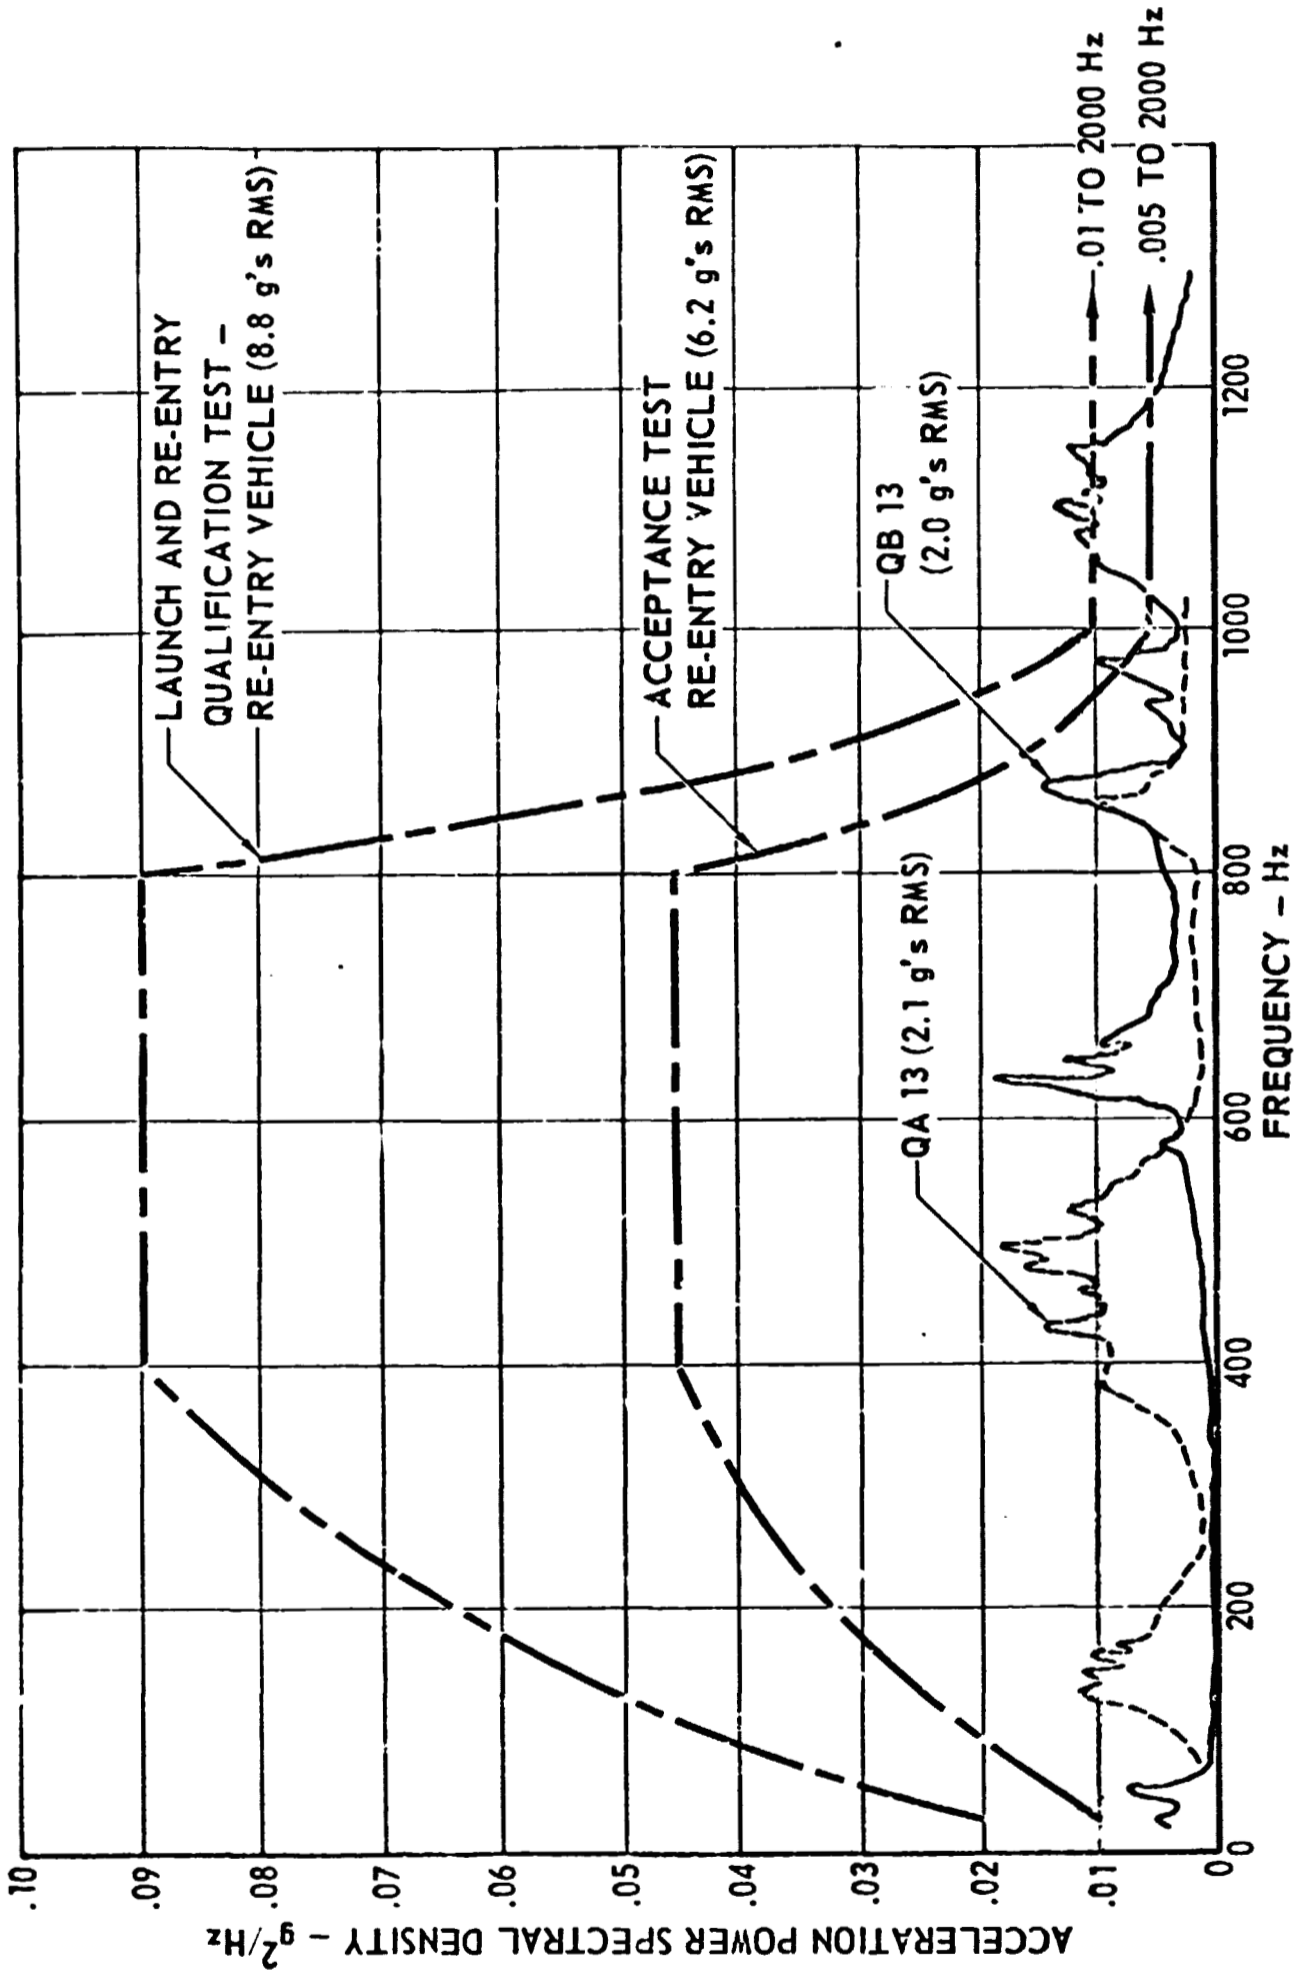 LAUNCH AND RE-ENTRY
QUALIFICATION TEST –
RE-ENTRY VEHICLE (8.8 g's RMS)
ACCEPTANCE TEST
RE-ENTRY VEHICLE (6.2 g's RMS)
QB 13
(2.0 g's RMS)
QA 13 (2.1 g's RMS)
.01 TO 2000 Hz
.005 TO 2000 Hz
ACCELERATION POWER SPECTRAL DENSITY – g²/Hz
.10
.09
.08
.07
.06
.05
.04
.03
.02
.01
0
0
200
400
600
800
1000
1200
FREQUENCY – Hz